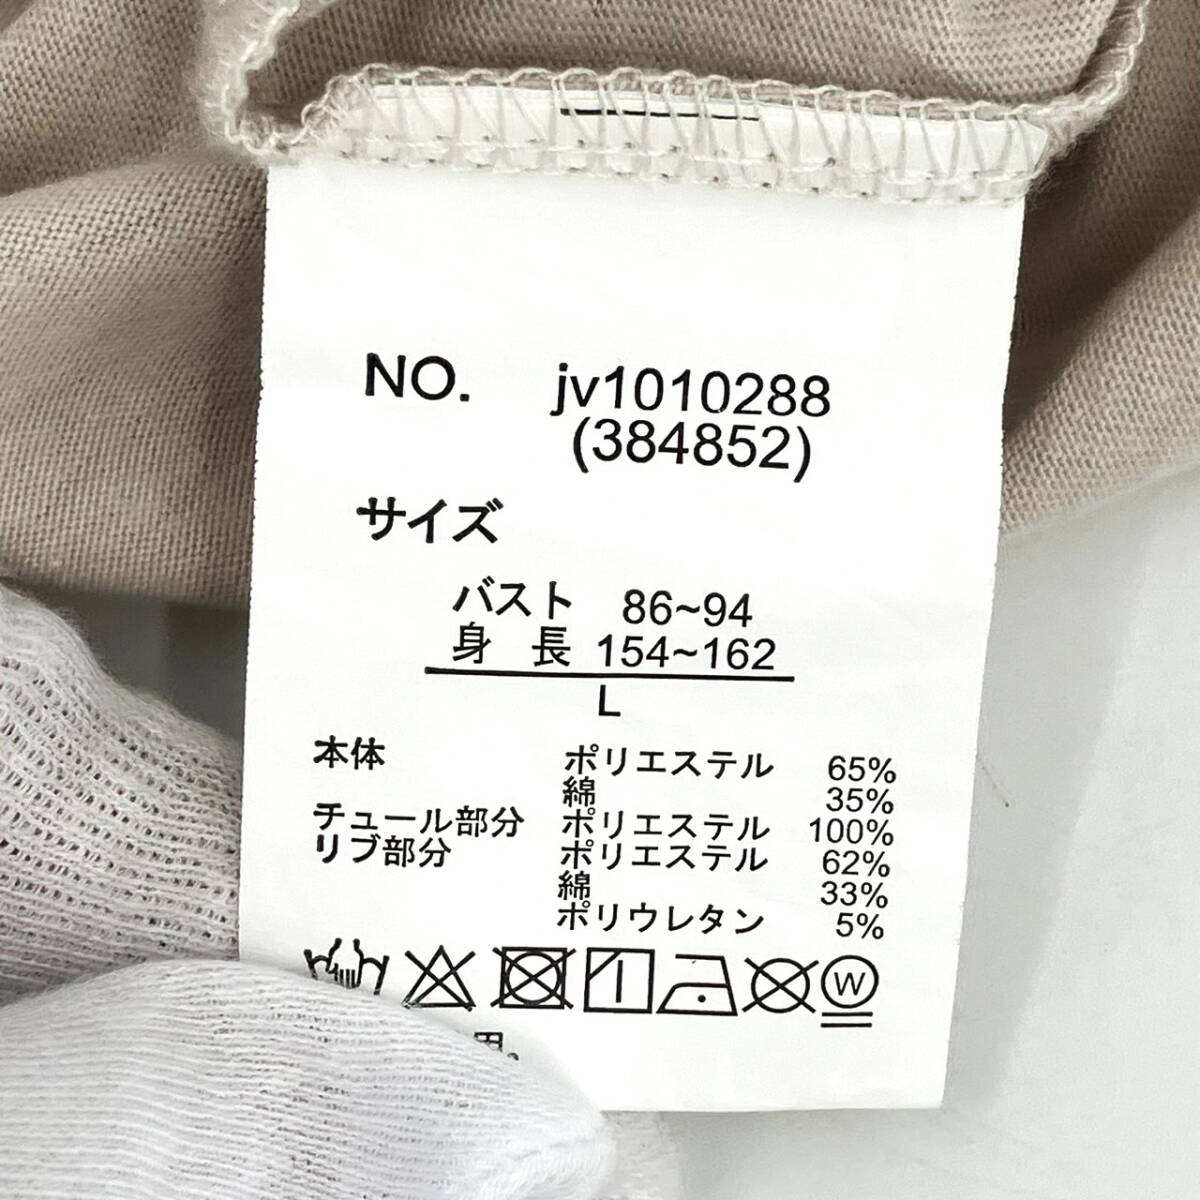 NO. jv1010288
(384852)
サイズ
バスト 86~94
身 長 154~162
L
本体 ポリエステル 65%
綿 35%
チュール部分 ポリエステル 100%
リブ部分 ポリエステル 62%
綿 33%
ポリウレタン 5%
W
用。